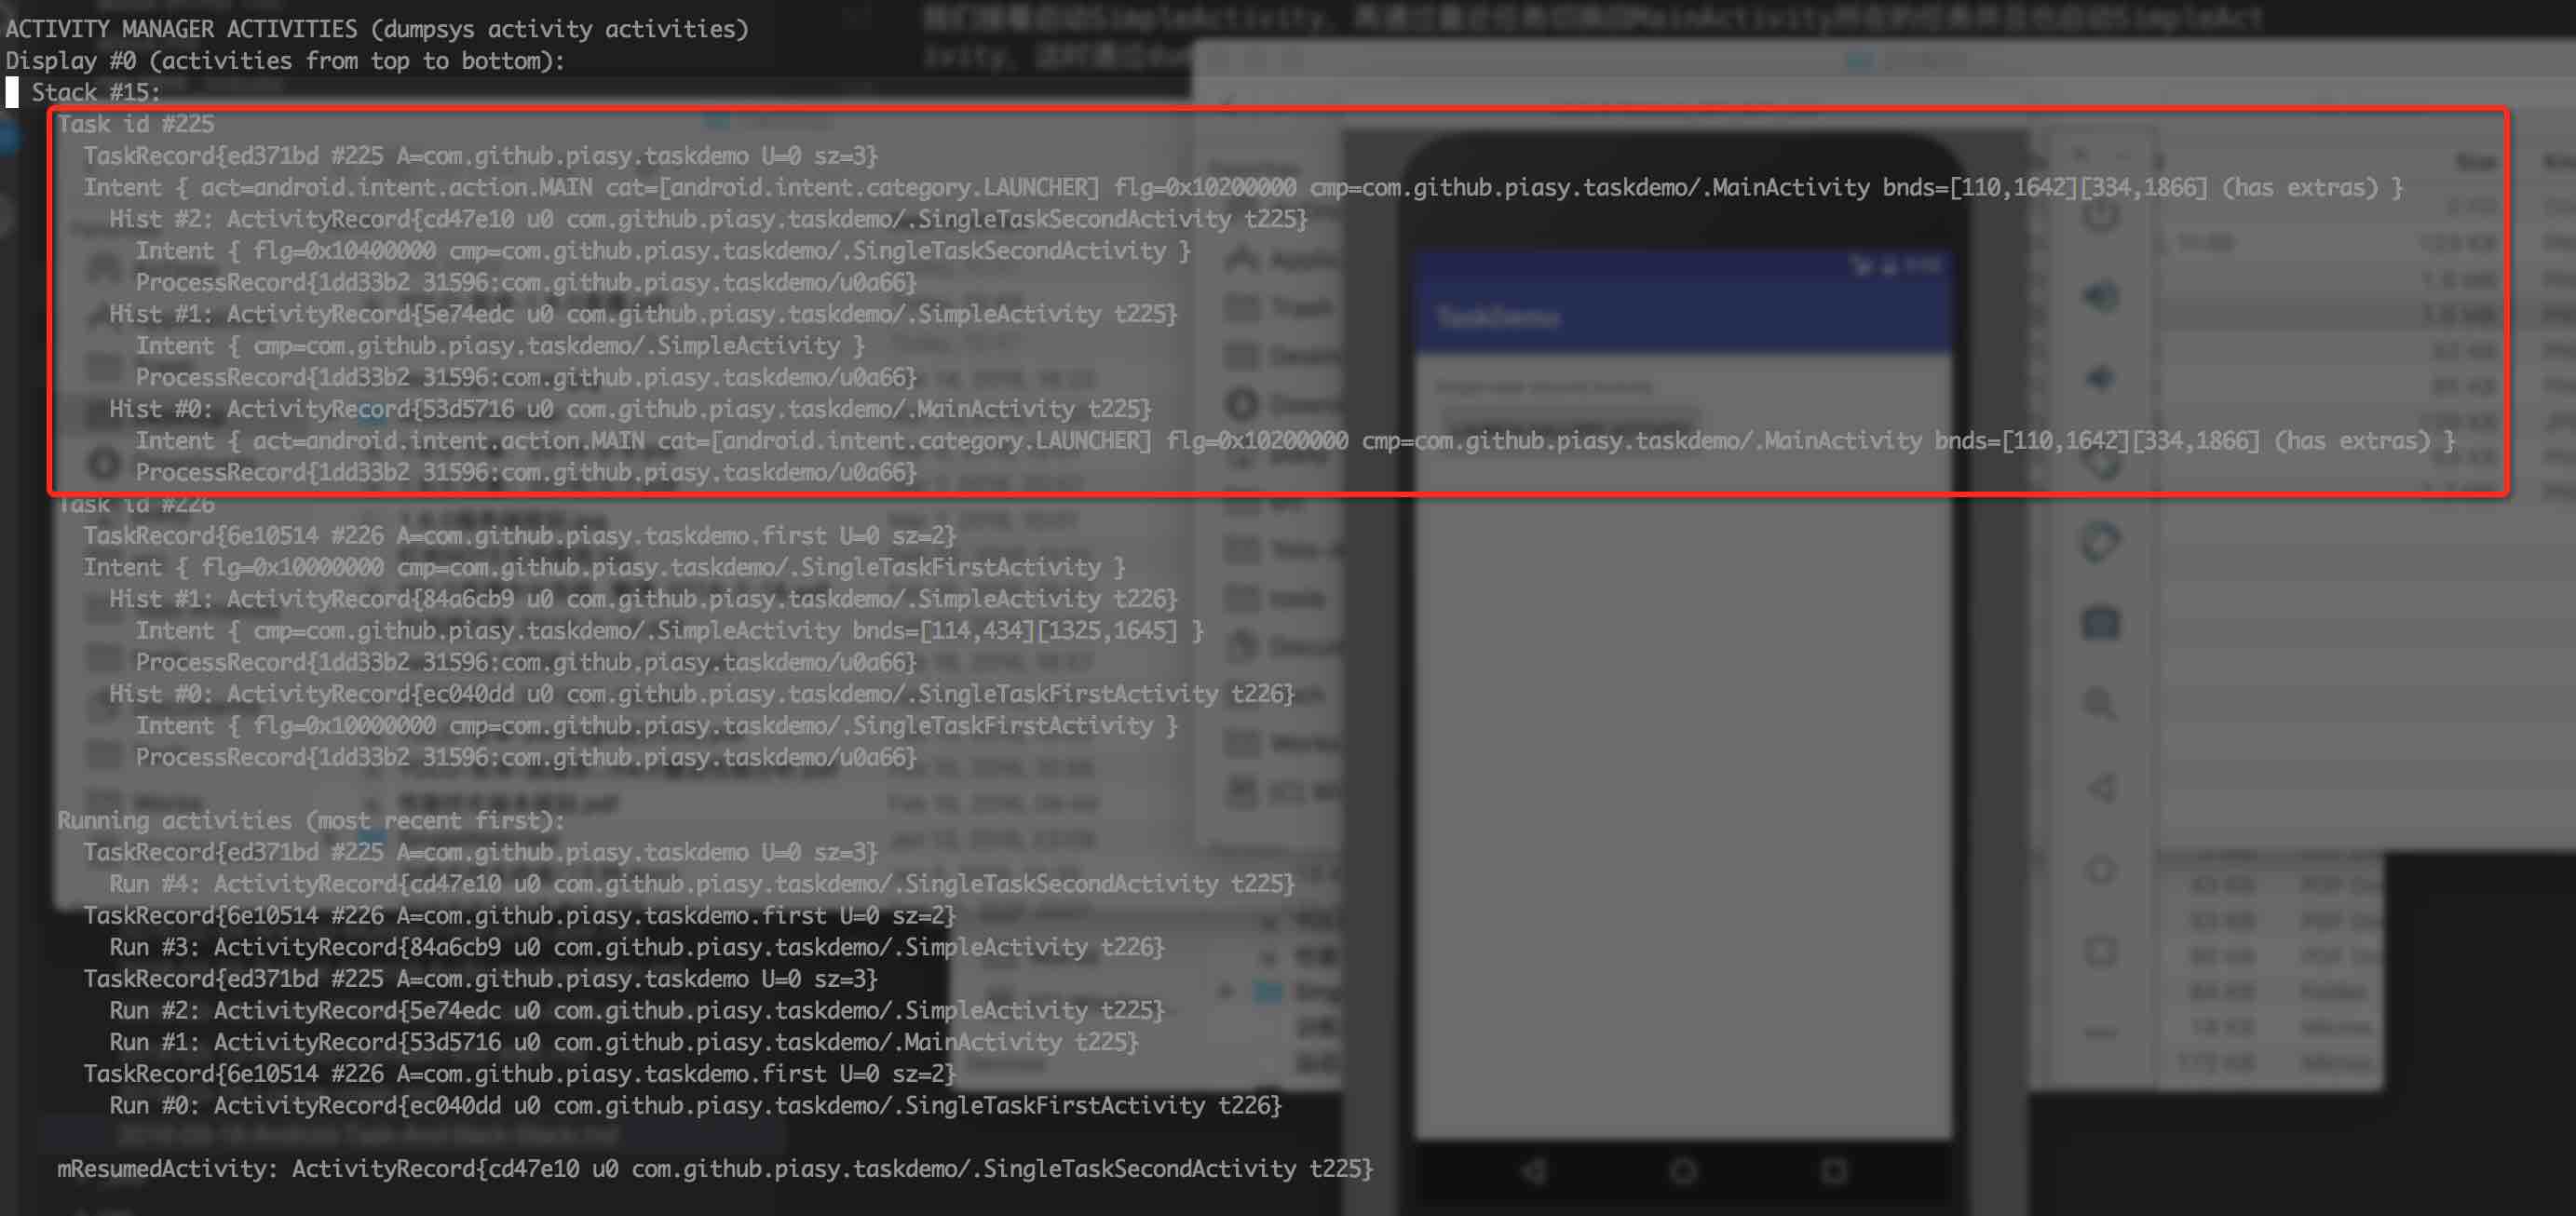 ACTIVITY MANAGER ACTIVITIES (dumpsys activity activities)
Display #0 (activities from top to bottom):
Stack #15:
Task id #225
TaskRecord{ed371bd #225 A=com.github.piasy.taskdemo U=0 sz=3}
Intent { act=android.intent.action.MAIN cat=[android.intent.category.LAUNCHER] flg=0x10200000 cmp=com.github.piasy.taskdemo/.MainActivity bnds=[110,1642][334,1866] (has extras) }
Hist #2: ActivityRecord{cd47e10 u0 com.github.piasy.taskdemo/.SingleTaskSecondActivity t225}
Intent { flg=0x10400000 cmp=com.github.piasy.taskdemo/.SingleTaskSecondActivity }
ProcessRecord{1dd33b2 31596:com.github.piasy.taskdemo/u0a66}
Hist #1: ActivityRecord{5e74edc u0 com.github.piasy.taskdemo/.SimpleActivity t225}
Intent { cmp=com.github.piasy.taskdemo/.SimpleActivity }
ProcessRecord{1dd33b2 31596:com.github.piasy.taskdemo/u0a66}
Hist #0: ActivityRecord{53d5716 u0 com.github.piasy.taskdemo/.MainActivity t225}
Intent { act=android.intent.action.MAIN cat=[android.intent.category.LAUNCHER] flg=0x10200000 cmp=com.github.piasy.taskdemo/.MainActivity bnds=[110,1642][334,1866] (has extras) }
ProcessRecord{1dd33b2 31596:com.github.piasy.taskdemo/u0a66}
Task id #226
TaskRecord{6e10514 #226 A=com.github.piasy.taskdemo.first U=0 sz=2}
Intent { flg=0x10000000 cmp=com.github.piasy.taskdemo/.SingleTaskFirstActivity }
Hist #1: ActivityRecord{84a6cb9 u0 com.github.piasy.taskdemo/.SimpleActivity t226}
Intent { cmp=com.github.piasy.taskdemo/.SimpleActivity bnds=[114,434][1325,1645] }
ProcessRecord{1dd33b2 31596:com.github.piasy.taskdemo/u0a66}
Hist #0: ActivityRecord{ec040dd u0 com.github.piasy.taskdemo/.SingleTaskFirstActivity t226}
Intent { flg=0x10000000 cmp=com.github.piasy.taskdemo/.SingleTaskFirstActivity }
ProcessRecord{1dd33b2 31596:com.github.piasy.taskdemo/u0a66}
Running activities (most recent first):
TaskRecord{ed371bd #225 A=com.github.piasy.taskdemo U=0 sz=3}
Run #4: ActivityRecord{cd47e10 u0 com.github.piasy.taskdemo/.SingleTaskSecondActivity t225}
TaskRecord{6e10514 #226 A=com.github.piasy.taskdemo.first U=0 sz=2}
Run #3: ActivityRecord{84a6cb9 u0 com.github.piasy.taskdemo/.SimpleActivity t226}
TaskRecord{ed371bd #225 A=com.github.piasy.taskdemo U=0 sz=3}
Run #2: ActivityRecord{5e74edc u0 com.github.piasy.taskdemo/.SimpleActivity t225}
Run #1: ActivityRecord{53d5716 u0 com.github.piasy.taskdemo/.MainActivity t225}
TaskRecord{6e10514 #226 A=com.github.piasy.taskdemo.first U=0 sz=2}
Run #0: ActivityRecord{ec040dd u0 com.github.piasy.taskdemo/.SingleTaskFirstActivity t226}
mResumedActivity: ActivityRecord{cd47e10 u0 com.github.piasy.taskdemo/.SingleTaskSecondActivity t225}
TaskDemo